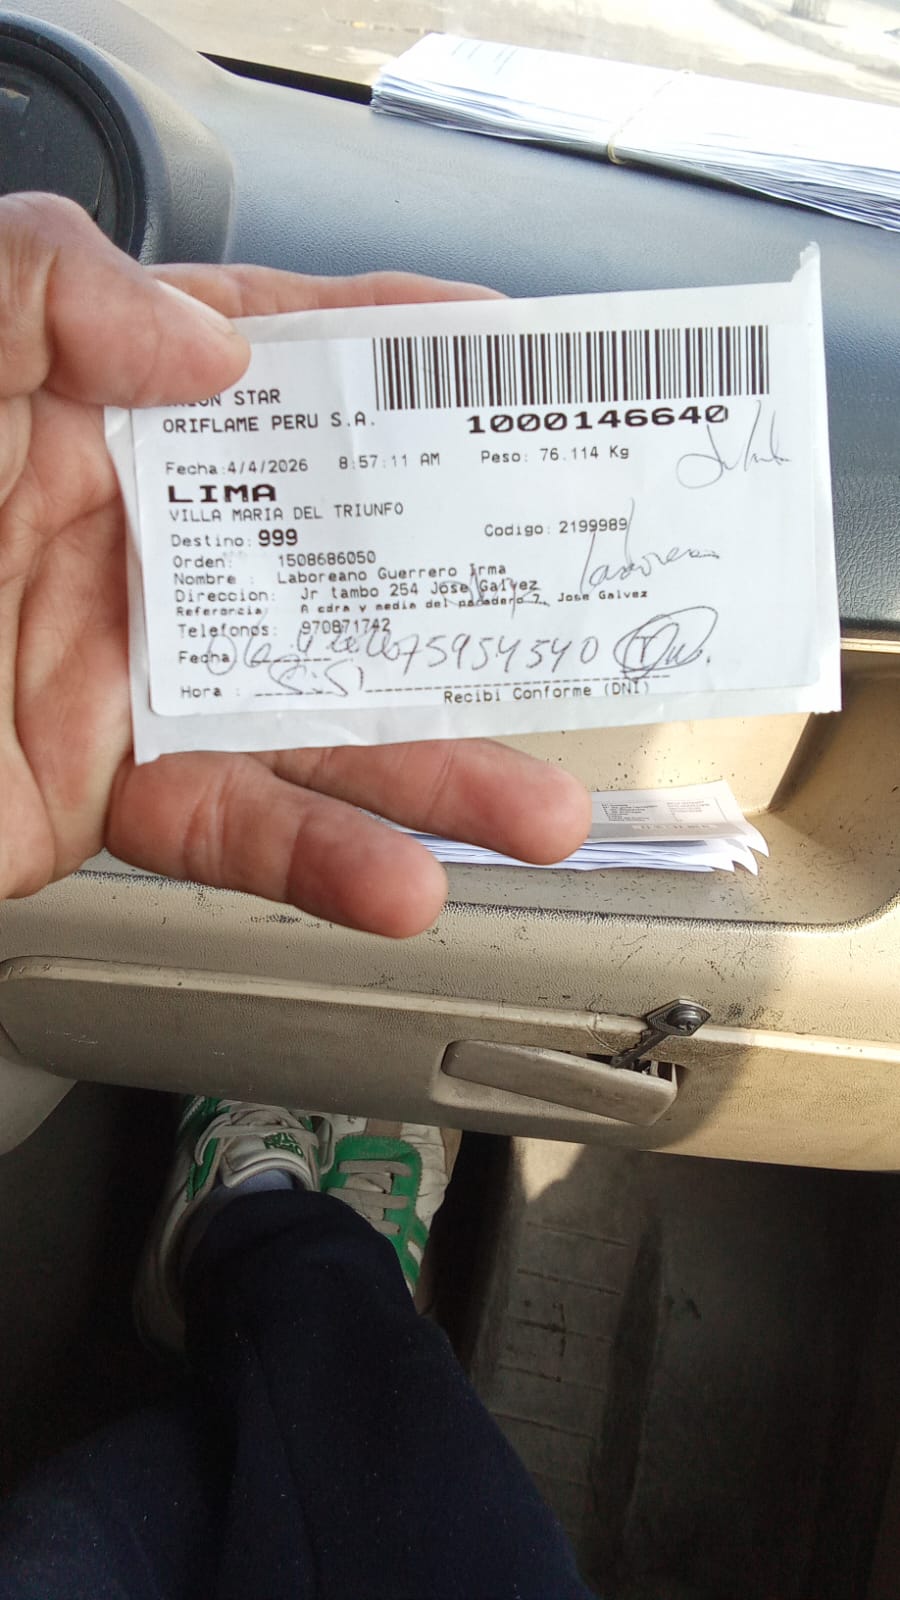 STAR
ORIFLAME PERU S.A.
1000146640
Fecha:4/4/2026 8:57:11 AM Peso: 76.114 Kg
LIMA
VILLA MARIA DEL TRIUNFO
Destino: 999 Codigo: 2199989
Orden: 1508686050
Nombre : Laboreano Guerrero Irma
Direccion: Jr tambo 254 Jose Galvez
Referencia: A cdra y media del paradero 7, Jose Galvez
Telefonos: 970871742
Fecha 75954540
Hora :
Recibi Conforme (DNI)